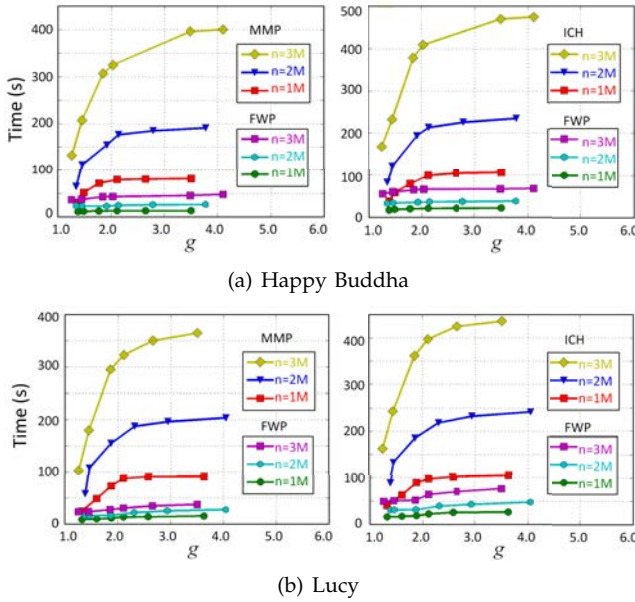 MMP
400
n=3M
n=2M
n=1M
300
FWP
200
n=3M
n=2M
n=1M
100
0
Time (s)
1.0 2.0 3.0 4.0 5.0 6.0
g
500
ICH
400
n=3M
n=2M
n=1M
300
FWP
200
n=3M
n=2M
n=1M
100
0
1.0 2.0 3.0 4.0 5.0 6.0
g
(a) Happy Buddha
400
MMP
n=3M
n=2M
n=1M
300
FWP
200
n=3M
n=2M
n=1M
100
0
Time (s)
1.0 2.0 3.0 4.0 5.0 6.0
g
ICH
400
n=3M
n=2M
n=1M
300
FWP
200
n=3M
n=2M
n=1M
100
0
1.0 2.0 3.0 4.0 5.0 6.0
g
(b) Lucy